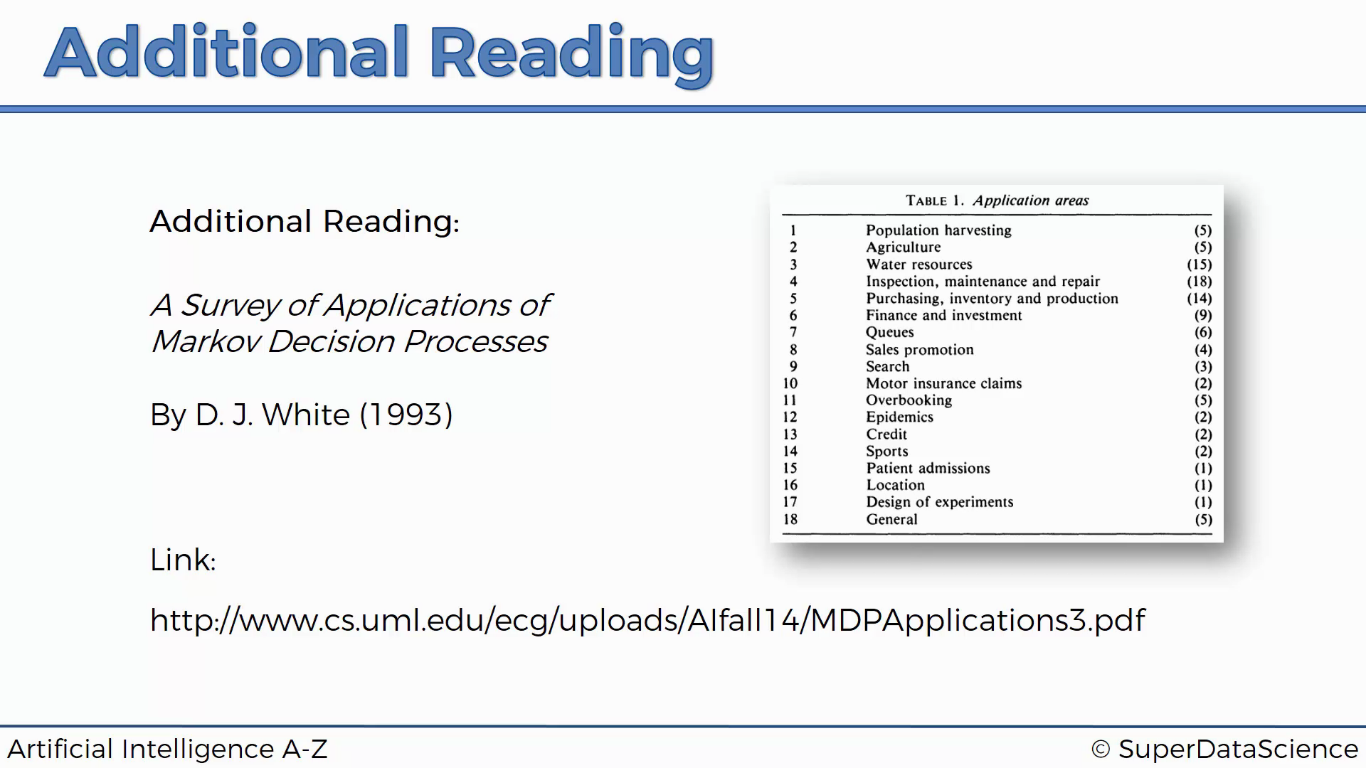 Additional Reading
Additional Reading:
A Survey of Applications of
Markov Decision Processes
By D. J. White (1993)
TABLE 1. Application areas
1 Population harvesting (5)
2 Agriculture (5)
3 Water resources (15)
4 Inspection, maintenance and repair (18)
5 Purchasing, inventory and production (14)
6 Finance and investment (9)
7 Queues (6)
8 Sales promotion (4)
9 Search (3)
10 Motor insurance claims (2)
11 Overbooking (5)
12 Epidemics (2)
13 Credit (2)
14 Sports (2)
15 Patient admissions (1)
16 Location (1)
17 Design of experiments (1)
18 General (5)
Link:
http://www.cs.uml.edu/ecg/uploads/AIfall14/MDPApplications3.pdf
Artificial Intelligence A-Z
© SuperDataScience